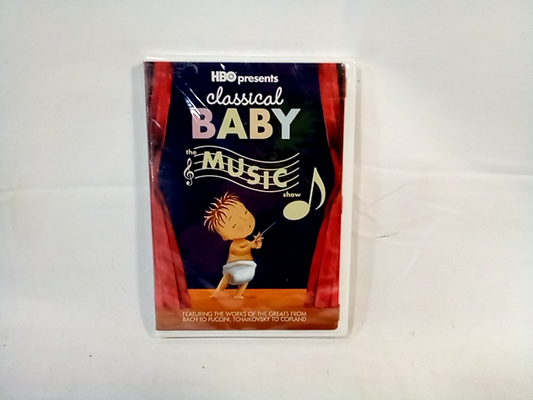 HBO presents
classical
BABY
the
MUSIC
show
FEATURING THE WORKS OF THE GREATS FROM
BACH TO PUCCINI, TCHAIKOVSKY TO COPLAND